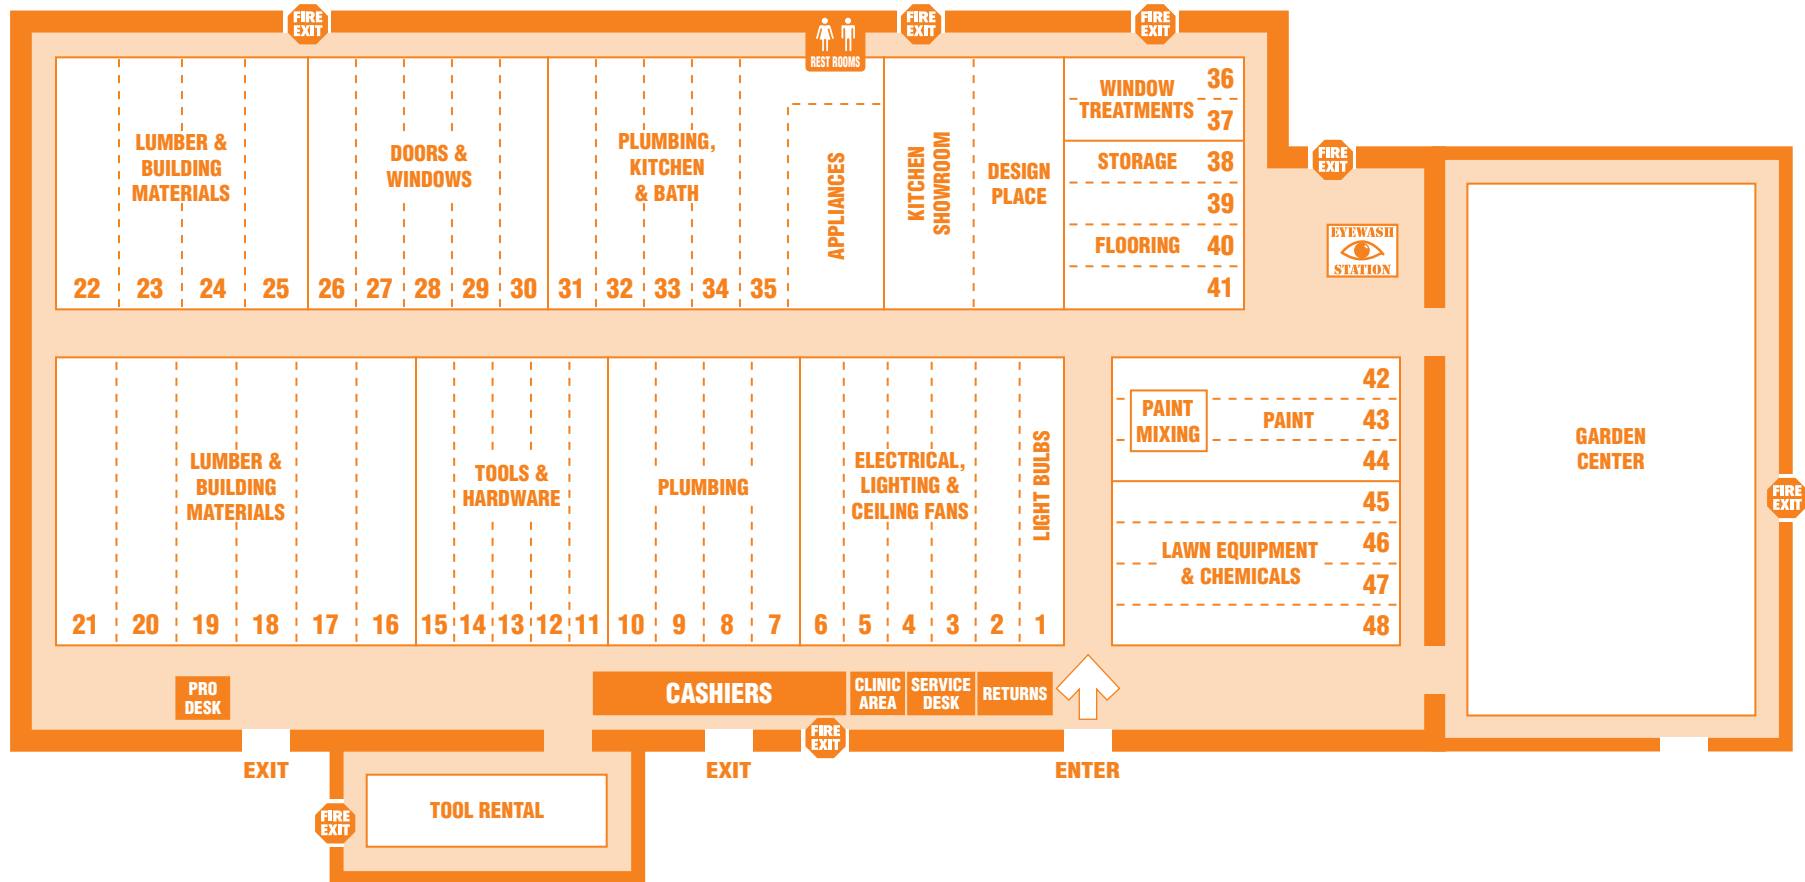 FIRE
EXIT
FIRE
EXIT
FIRE
EXIT
REST ROOMS
LUMBER &
BUILDING
MATERIALS
22 23 24 25
DOORS &
WINDOWS
26 27 28 29 30
PLUMBING,
KITCHEN
& BATH
31 32 33 34 35
APPLIANCES
KITCHEN
SHOWROOM
DESIGN
PLACE
WINDOW
TREATMENTS
36
37
STORAGE 38
39
FLOORING 40
41
FIRE
EXIT
EYEWASH
STATION
LUMBER &
BUILDING
MATERIALS
21 20 19 18 17 16
TOOLS &
HARDWARE
15 14 13 12 11
PLUMBING
10 9 8 7
ELECTRICAL,
LIGHTING &
CEILING FANS
LIGHT BULBS
6 5 4 3 2 1
42
PAINT
MIXING
PAINT 43
44
45
LAWN EQUIPMENT
& CHEMICALS
46
47
48
GARDEN
CENTER
FIRE
EXIT
PRO
DESK
CASHIERS
CLINIC
AREA
SERVICE
DESK
RETURNS
FIRE
EXIT
EXIT
EXIT
ENTER
FIRE
EXIT
TOOL RENTAL